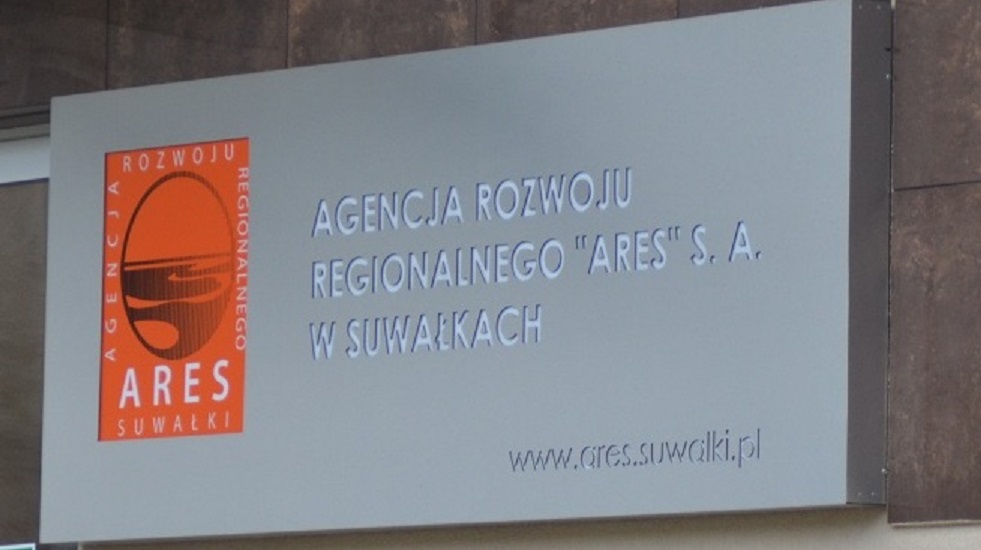 AGENCJA ROZWOJU REGIONALNEGO
ARES
SUWAŁKI
AGENCJA ROZWOJU
REGIONALNEGO "ARES" S. A.
W SUWAŁKACH
www.ares.suwalki.pl